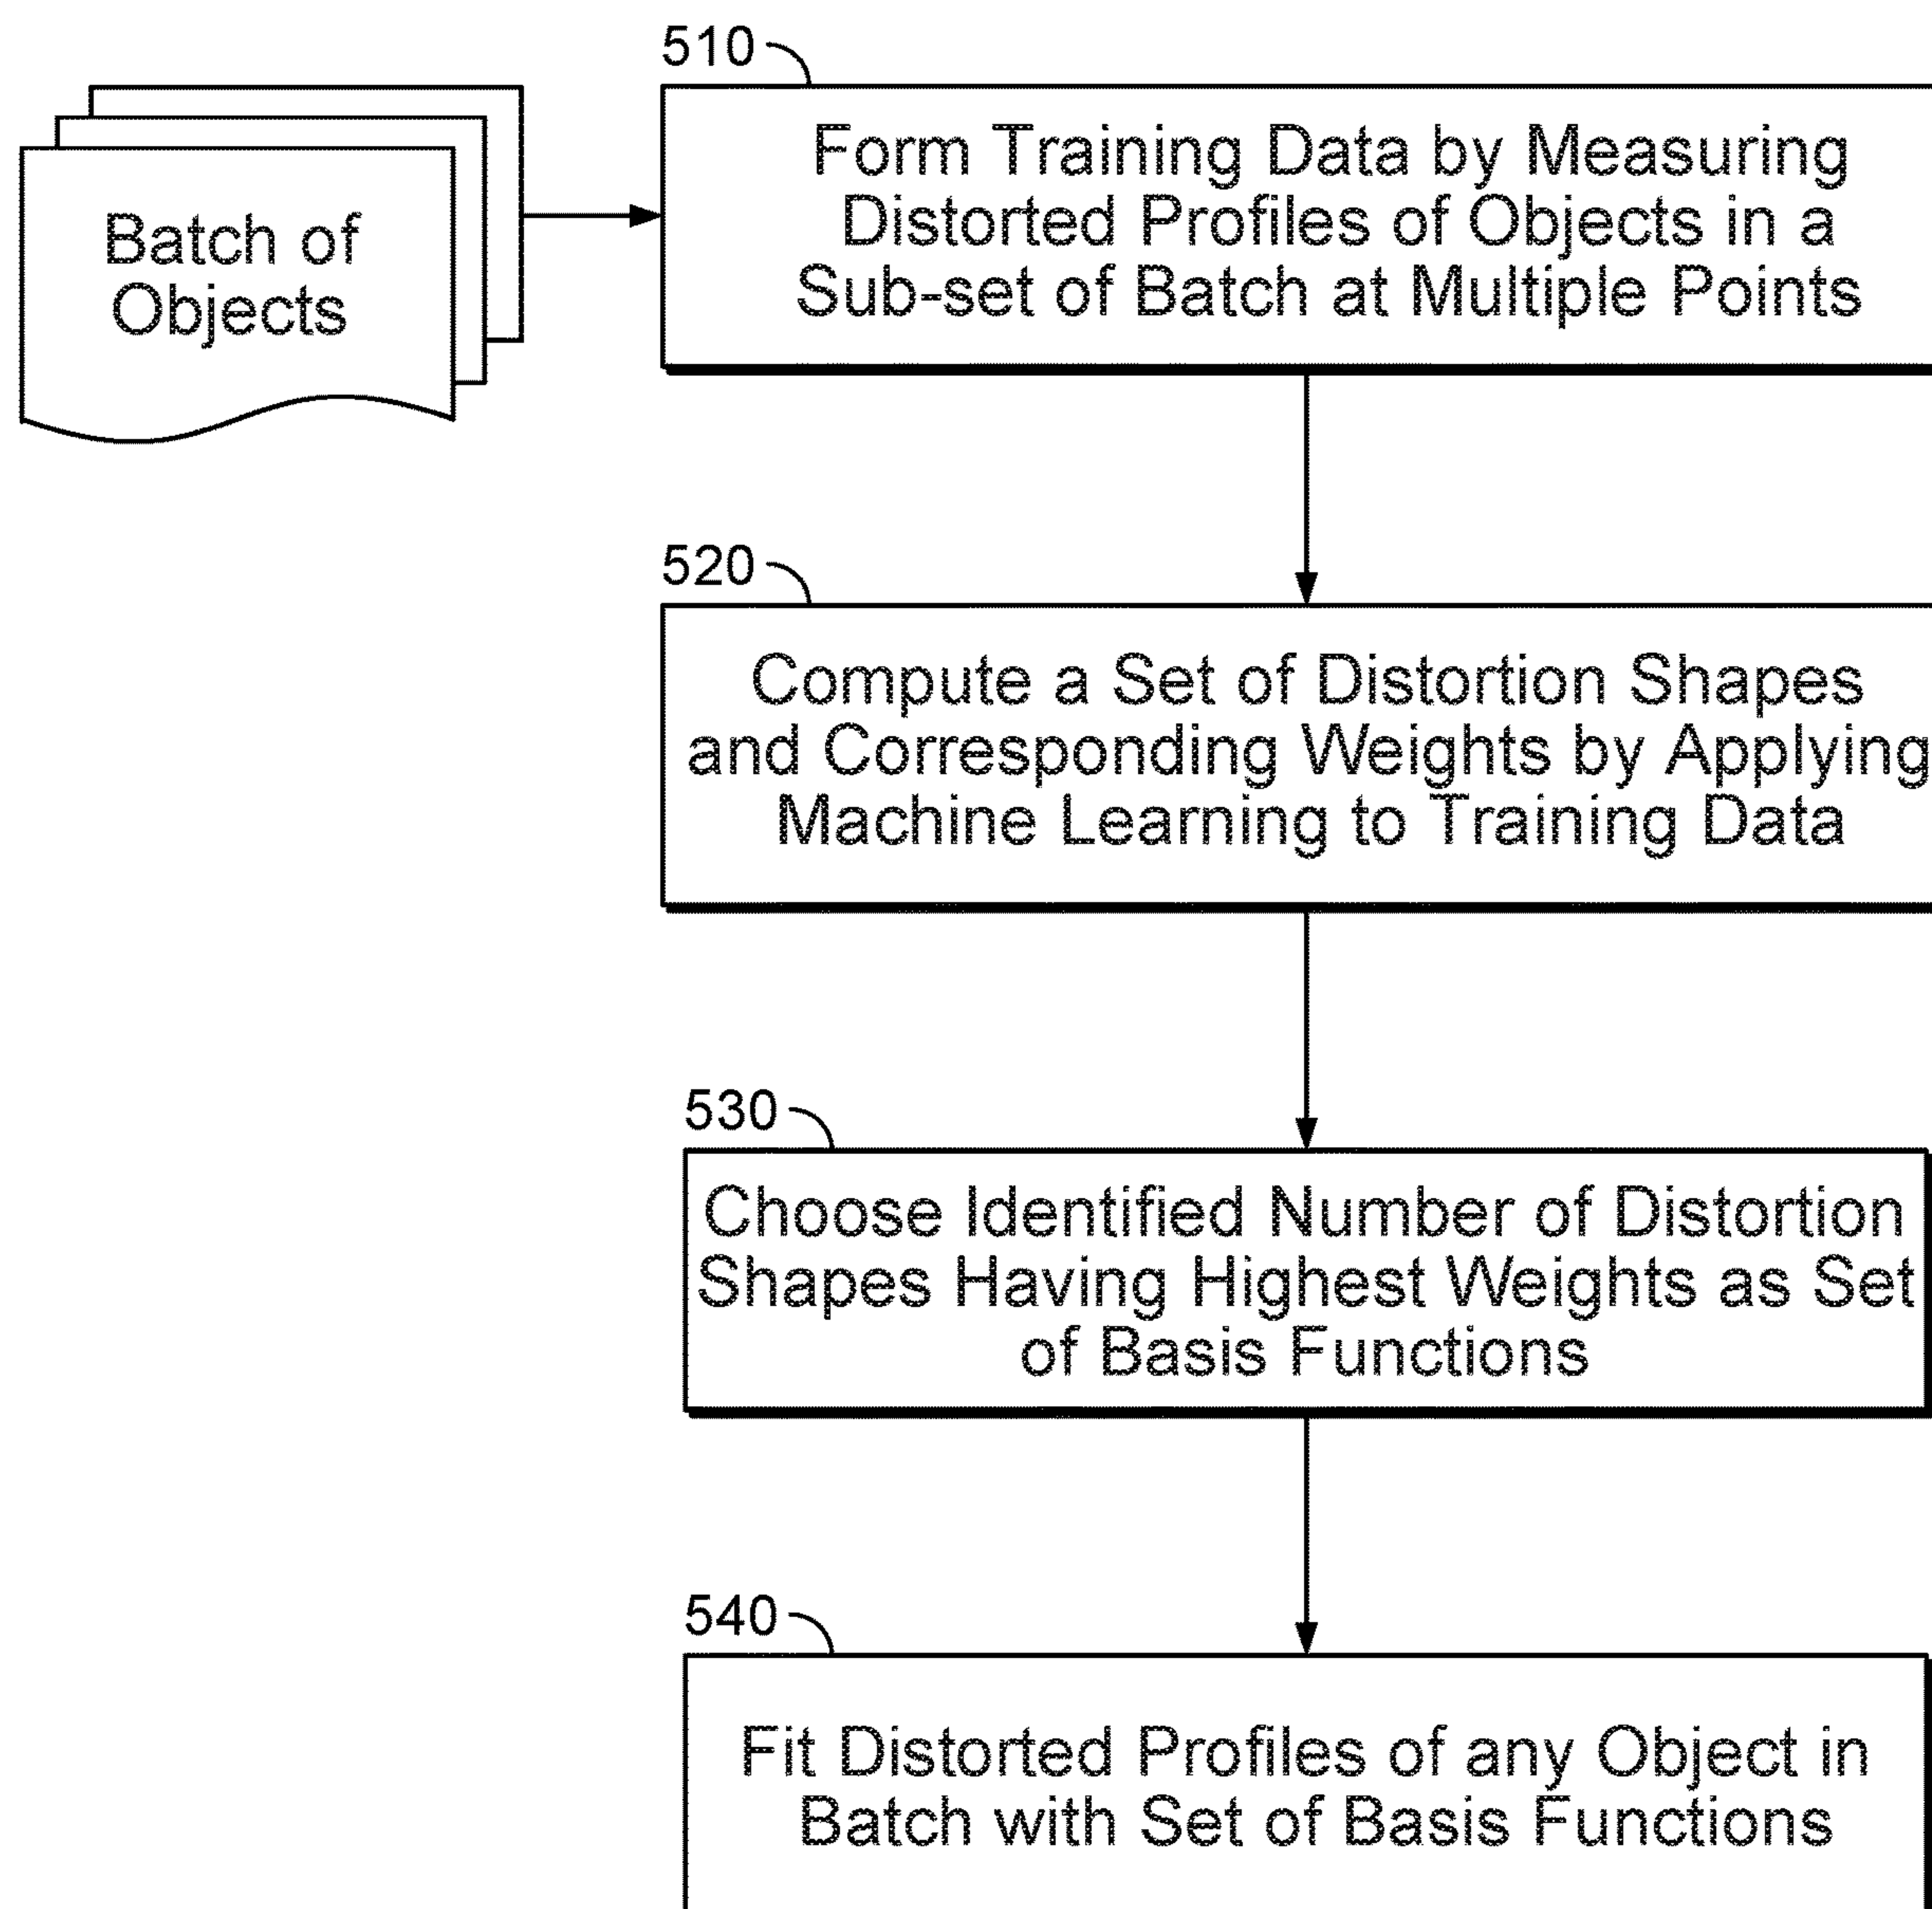 Batch of
Objects
510
Form Training Data by Measuring
Distorted Profiles of Objects in a
Sub-set of Batch at Multiple Points
520
Compute a Set of Distortion Shapes
and Corresponding Weights by Applying
Machine Learning to Training Data
530
Choose Identified Number of Distortion
Shapes Having Highest Weights as Set
of Basis Functions
540
Fit Distorted Profiles of any Object in
Batch with Set of Basis Functions